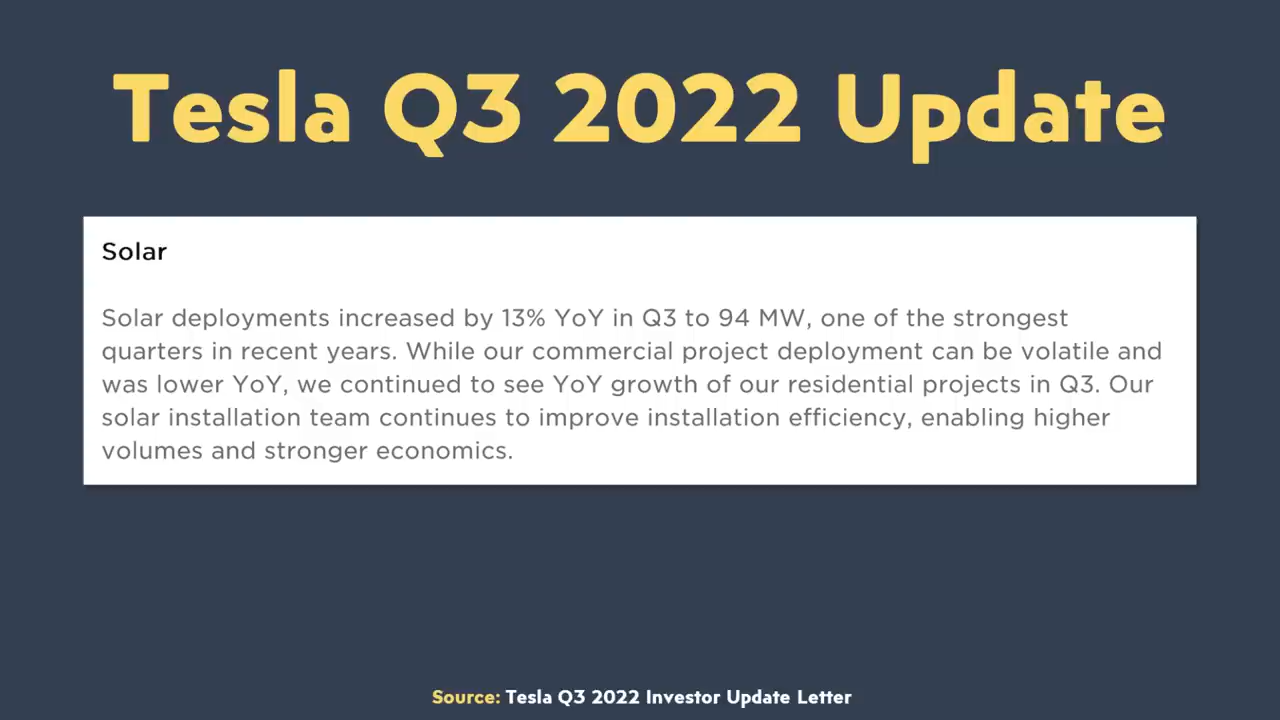 Tesla Q3 2022 Update
Solar
Solar deployments increased by 13% YoY in Q3 to 94 MW, one of the strongest
quarters in recent years. While our commercial project deployment can be volatile and
was lower YoY, we continued to see YoY growth of our residential projects in Q3. Our
solar installation team continues to improve installation efficiency, enabling higher
volumes and stronger economics.
Source: Tesla Q3 2022 Investor Update Letter